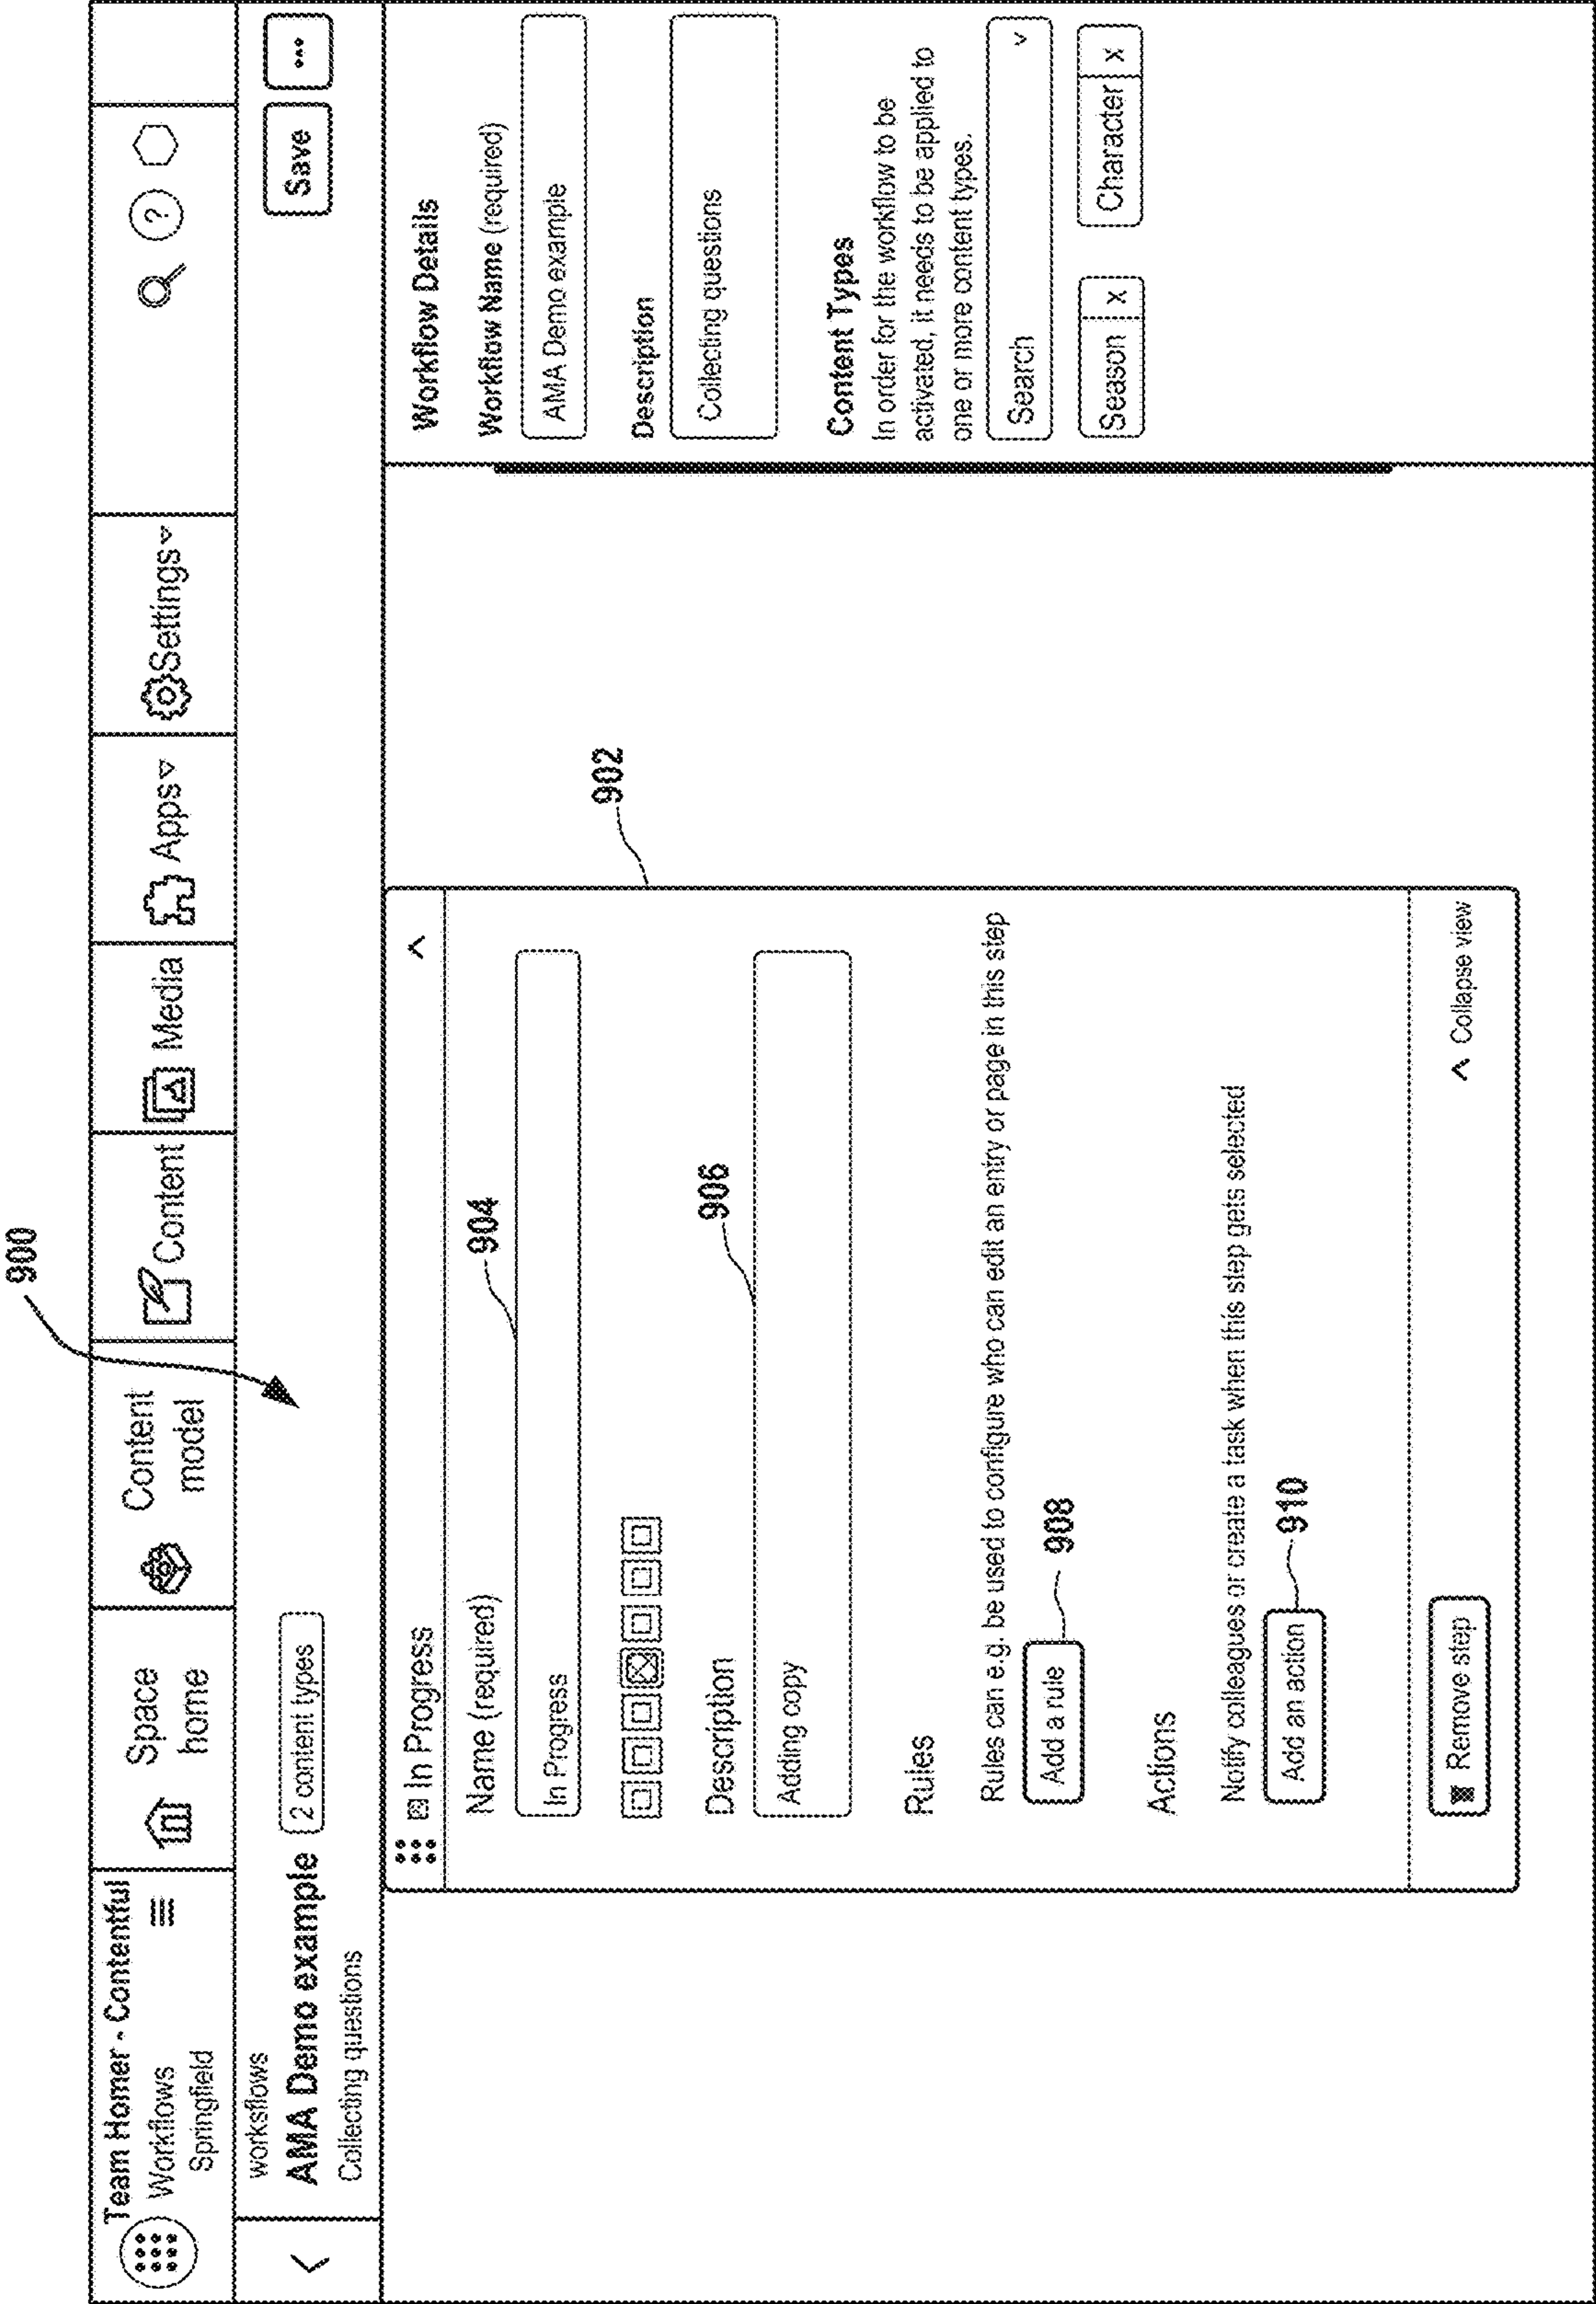 900
Team Homer - Contentful
Workflows
Springfield
Space
home
Content
model
Content
Media
Apps
Settings
?
worksflows
AMA Demo example
2 content types
Collecting questions
Save
...
In Progress
902
Name (required)
904
In Progress
Description
906
Adding copy
Rules
Rules can e.g. be used to configure who can edit an entry or page in this step
Add a rule
908
Actions
Notify colleagues or create a task when this step gets selected
Add an action
910
Remove step
Collapse view
Workflow Details
Workflow Name (required)
AMA Demo example
Description
Collecting questions
Content Types
In order for the workflow to be
activated, it needs to be applied to
one or more content types.
Search
Season x
Character x